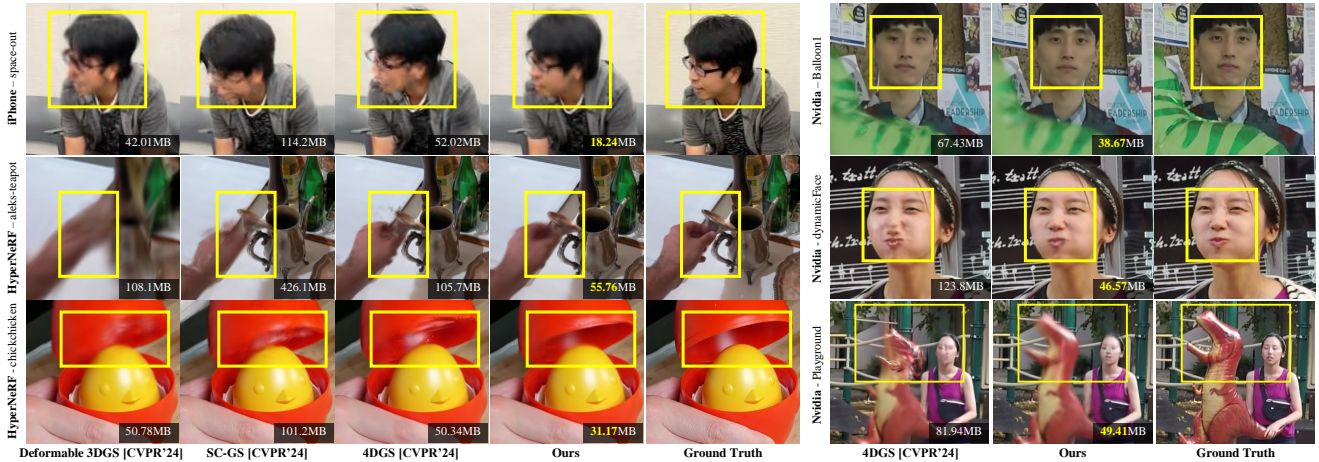 iPhone – space-out
42.01MB
114.2MB
52.02MB
18.24MB
HyperNeRF – aleks-teapot
108.1MB
426.1MB
105.7MB
55.76MB
HyperNeRF - chickchicken
50.78MB
101.2MB
50.34MB
31.17MB
Deformable 3DGS [CVPR'24]
SC-GS [CVPR'24]
4DGS [CVPR'24]
Ours
Ground Truth
Nvidia – Balloon1
67.43MB
38.67MB
LEADERSHIP
Nvidia - dynamicFace
123.8MB
46.57MB
Nvidia - Playground
81.94MB
49.41MB
4DGS [CVPR'24]
Ours
Ground Truth